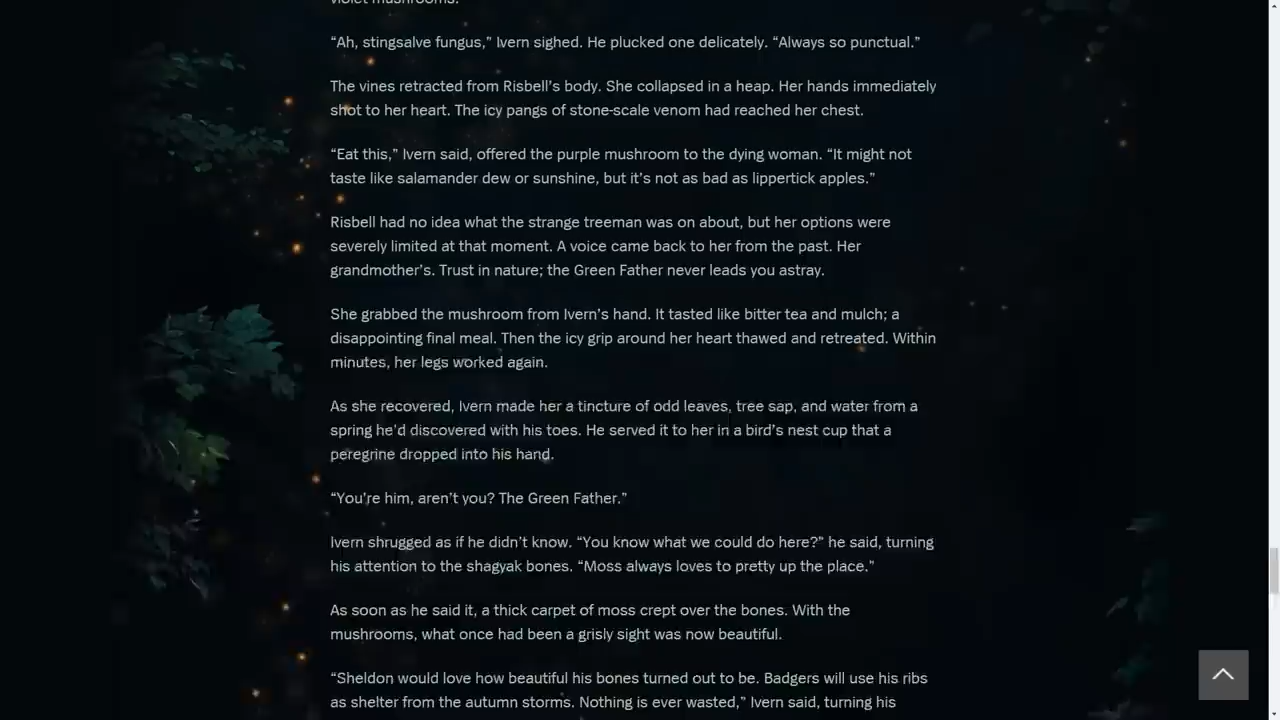 violet mushrooms.
“Ah, stingsalve fungus,” Ivern sighed. He plucked one delicately. “Always so punctual.”
The vines retracted from Risbell’s body. She collapsed in a heap. Her hands immediately
shot to her heart. The icy pangs of stone-scale venom had reached her chest.
“Eat this,” Ivern said, offered the purple mushroom to the dying woman. “It might not
taste like salamander dew or sunshine, but it’s not as bad as lippertick apples.”
Risbell had no idea what the strange treeman was on about, but her options were
severely limited at that moment. A voice came back to her from the past. Her
grandmother’s. Trust in nature; the Green Father never leads you astray.
She grabbed the mushroom from Ivern’s hand. It tasted like bitter tea and mulch; a
disappointing final meal. Then the icy grip around her heart thawed and retreated. Within
minutes, her legs worked again.
As she recovered, Ivern made her a tincture of odd leaves, tree sap, and water from a
spring he’d discovered with his toes. He served it to her in a bird’s nest cup that a
peregrine dropped into his hand.
“You’re him, aren’t you? The Green Father.”
Ivern shrugged as if he didn’t know. “You know what we could do here?” he said, turning
his attention to the shagyak bones. “Moss always loves to pretty up the place.”
As soon as he said it, a thick carpet of moss crept over the bones. With the
mushrooms, what once had been a grisly sight was now beautiful.
“Sheldon would love how beautiful his bones turned out to be. Badgers will use his ribs
as shelter from the autumn storms. Nothing is ever wasted,” Ivern said, turning his